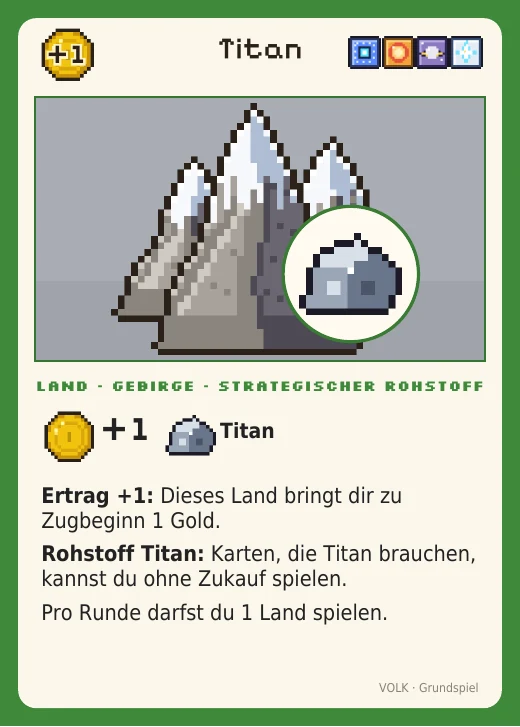 +1
Titan
LAND - GEBIRGE - STRATEGISCHER ROHSTOFF
+1 Titan
Ertrag +1: Dieses Land bringt dir zu
Zugbeginn 1 Gold.
Rohstoff Titan: Karten, die Titan brauchen,
kannst du ohne Zukauf spielen.
Pro Runde darfst du 1 Land spielen.
VOLK · Grundspiel